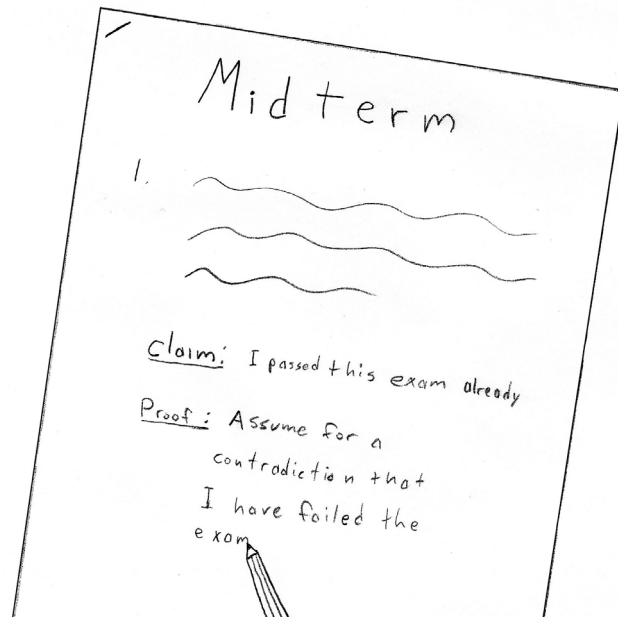 Midterm
1.
Claim: I passed this exam already
Proof: Assume for a
contradiction that
I have failed the
exam